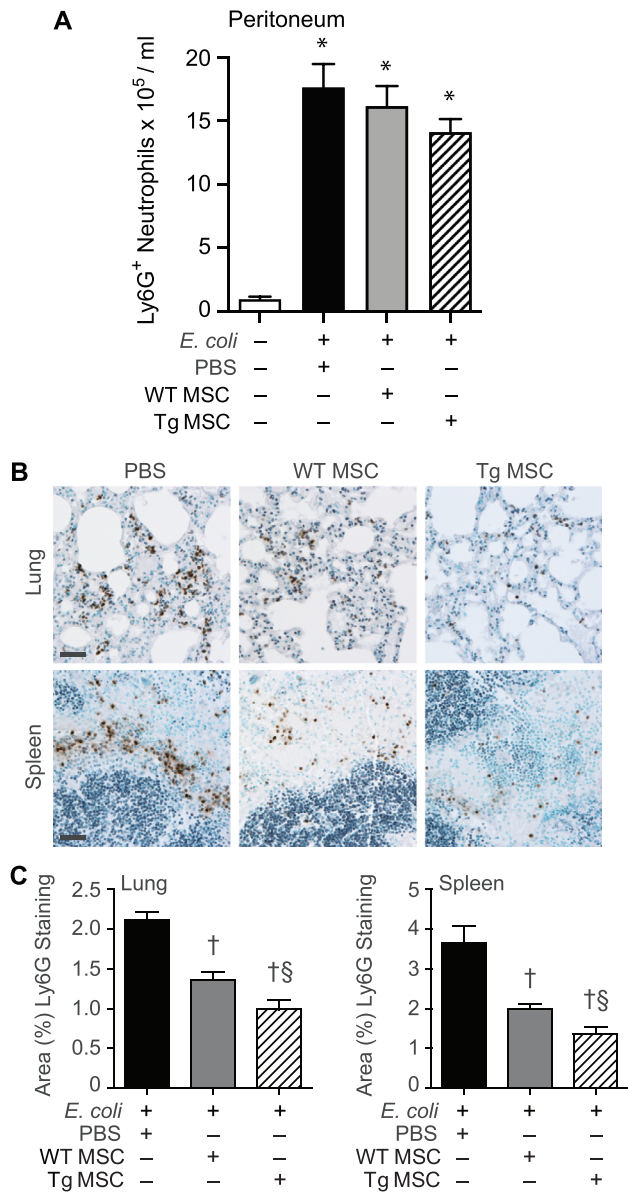 A
Peritoneum
Ly6G+ Neutrophils x 10⁵ / ml
20
15
10
5
0
*
*
*
E. coli – + + +
PBS – + – –
WT MSC – – + –
Tg MSC – – – +
B
PBS WT MSC Tg MSC
Lung
Spleen
C
Lung
Area (%) Ly6G Staining
2.5
2.0
1.5
1.0
0.5
0
†
†§
E. coli + + +
PBS + – –
WT MSC – + –
Tg MSC – – +
Spleen
Area (%) Ly6G Staining
5
4
3
2
1
0
†
†§
E. coli + + +
PBS + – –
WT MSC – + –
Tg MSC – – +